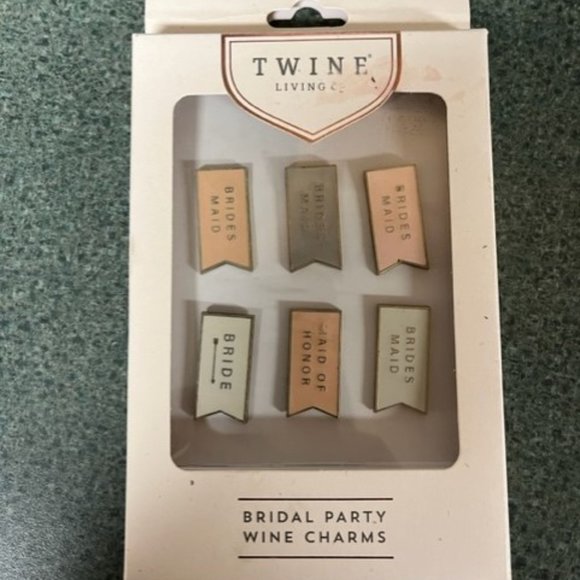 TWINE
LIVING Co
BRIDES
MAID
BRIDES
MAID
BRIDES
MAID
BRIDE
MAID OF
HONOR
BRIDES
MAID
BRIDAL PARTY
WINE CHARMS